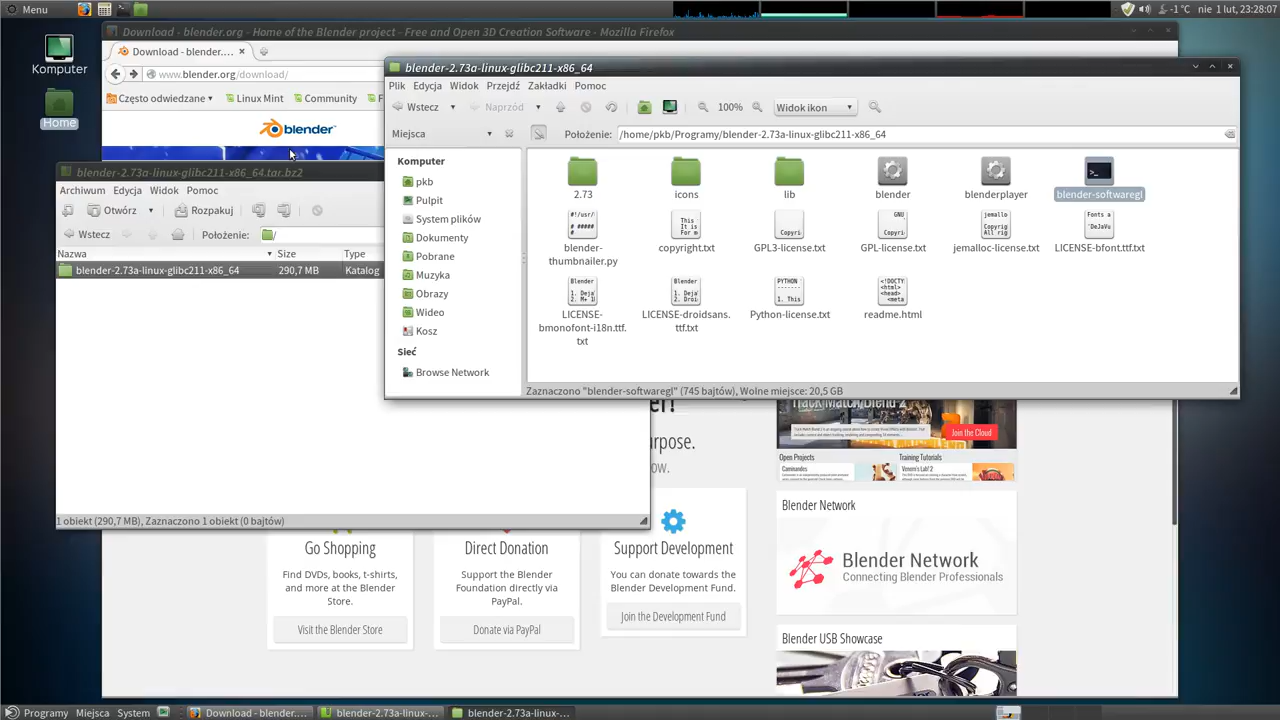 Menu
-1 °C
nie 1 lut, 23:28:07
Komputer
Home
Download - blender.org - Home of the Blender project - Free and Open 3D Creation Software - Mozilla Firefox
Download - blender....
www.blender.org/download/
Często odwiedzane
Linux Mint
Community
F
blender
blender-2.73a-linux-glibc211-x86_64.tar.bz2
Archiwum Edycja Widok Pomoc
Otwórz
Rozpakuj
Wstecz
Położenie:
/
Nazwa
Size
Type
blender-2.73a-linux-glibc211-x86_64
290,7 MB
Katalog
1 obiekt (290,7 MB), Zaznaczono 1 obiekt (0 bajtów)
blender-2.73a-linux-glibc211-x86_64
Plik Edycja Widok Przejdź Zakładki Pomoc
Wstecz
Naprzód
100%
Widok ikon
Miejsca
Położenie:
/home/pkb/Programy/blender-2.73a-linux-glibc211-x86_64
Komputer
pkb
Pulpit
System plików
Dokumenty
Pobrane
Muzyka
Obrazy
Wideo
Kosz
Sieć
Browse Network
2.73
icons
lib
blender
blenderplayer
blender-softwaregl
blender-
thumbnailer.py
copyright.txt
GPL3-license.txt
GPL-license.txt
jemalloc-license.txt
LICENSE-bfont.ttf.txt
LICENSE-
bmonofont-i18n.ttf.
txt
LICENSE-droidsans.
ttf.txt
Python-license.txt
readme.html
Zaznaczono "blender-softwaregl" (745 bajtów), Wolne miejsce: 20,5 GB
er!
urpose.
ow.
Go Shopping
Find DVDs, books, t-shirts,
and more at the Blender
Store.
Visit the Blender Store
Direct Donation
Support the Blender
Foundation directly via
PayPal.
Donate via PayPal
Support Development
You can donate towards the
Blender Development Fund.
Join the Development Fund
Track Match Blend 2
Join the Cloud
Open Projects
Training Tutorials
Caminandes
Venom's Lab! 2
Blender Network
Blender Network
Connecting Blender Professionals
Blender USB Showcase
Programy
Miejsca
System
Download - blender....
blender-2.73a-linux-...
blender-2.73a-linux-...